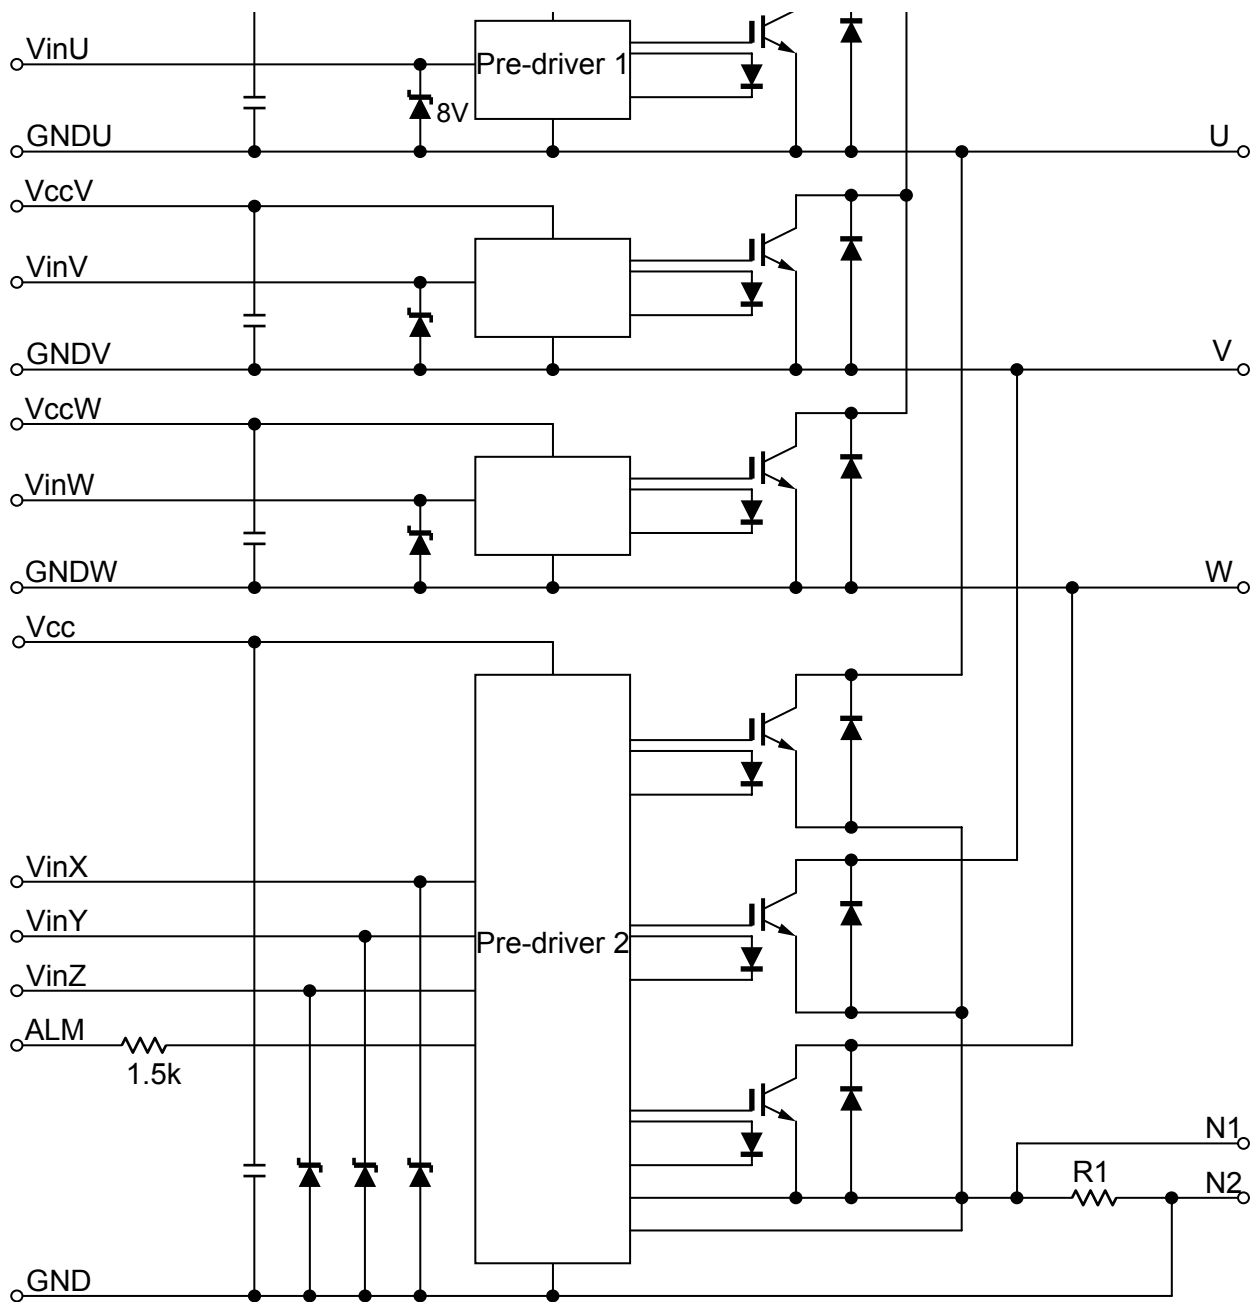 VinU
Pre-driver 1
8V
GNDU
U
VccV
VinV
GNDV
V
VccW
VinW
GNDW
W
Vcc
VinX
VinY
Pre-driver 2
VinZ
ALM
1.5k
N1
R1
N2
GND